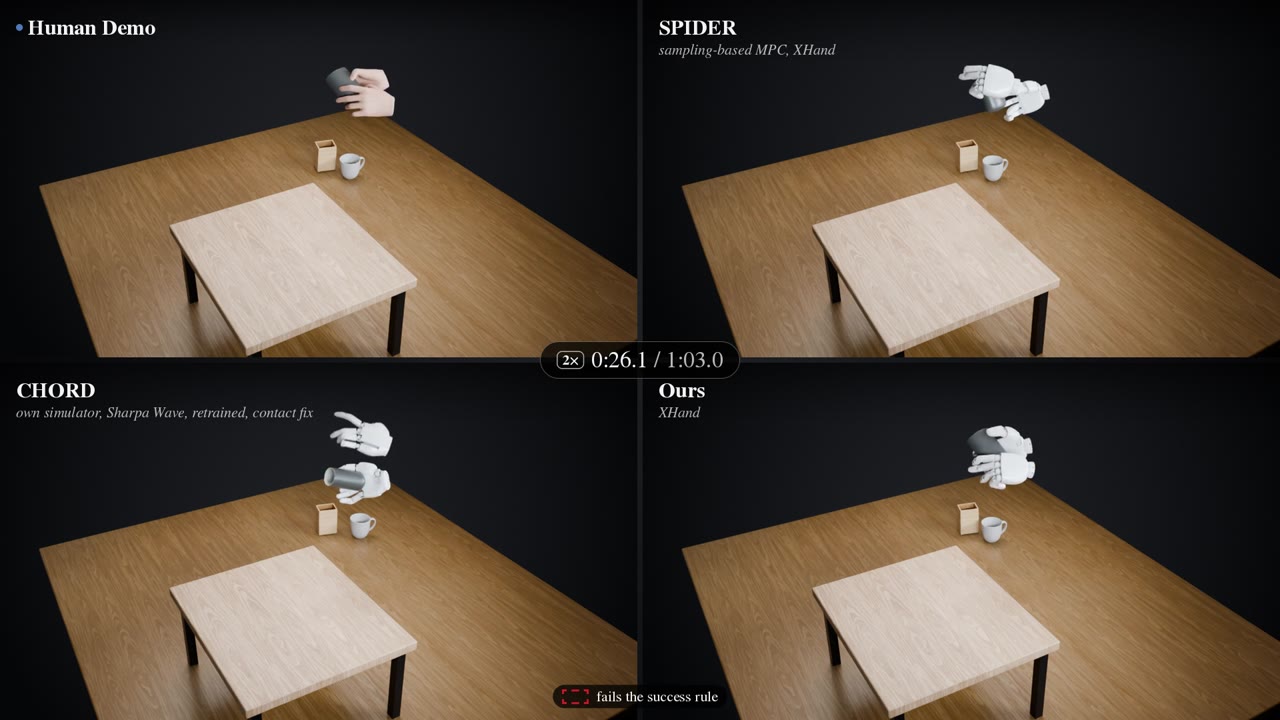 Human Demo
SPIDER
sampling-based MPC, XHand
2× 0:26.1 / 1:03.0
CHORD
own simulator, Sharpa Wave, retrained, contact fix
Ours
XHand
fails the success rule